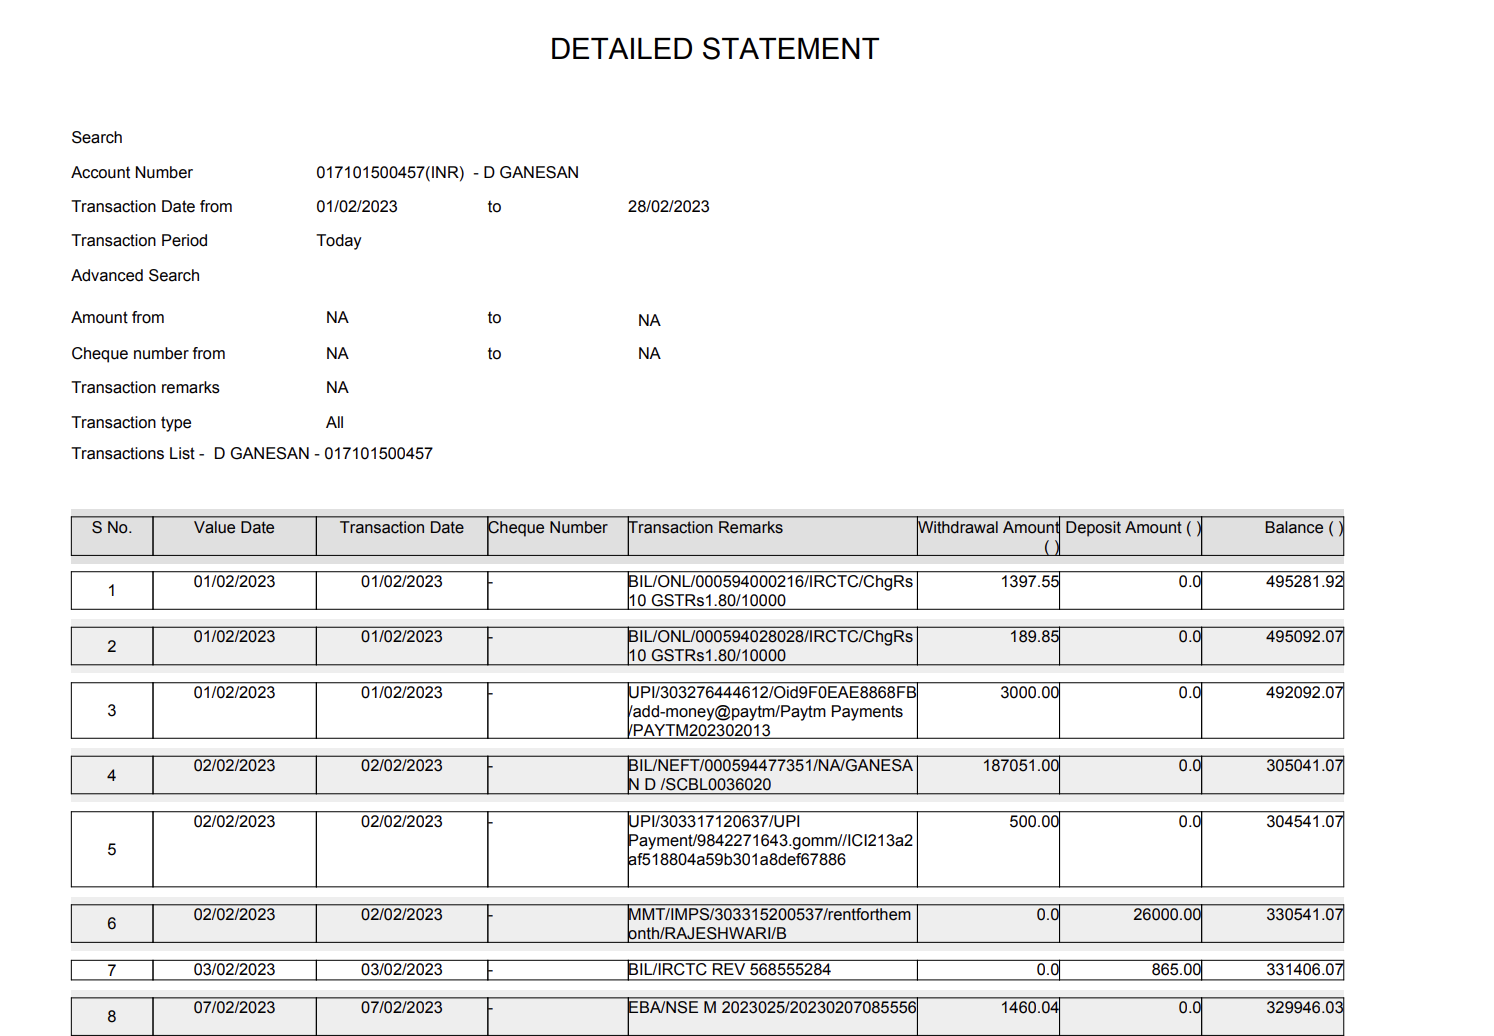 DETAILED STATEMENT
Search
Account Number 017101500457(INR) - D GANESAN
Transaction Date from 01/02/2023 to 28/02/2023
Transaction Period Today
Advanced Search
Amount from NA to NA
Cheque number from NA to NA
Transaction remarks NA
Transaction type All
Transactions List - D GANESAN - 017101500457
S No. Value Date Transaction Date Cheque Number Transaction Remarks Withdrawal Amount Deposit Amount ( ) Balance ( )
( )
1 01/02/2023 01/02/2023 - BIL/ONL/000594000216/IRCTC/ChgRs 1397.55 0.0 495281.92
10 GSTRs1.80/10000
2 01/02/2023 01/02/2023 - BIL/ONL/000594028028/IRCTC/ChgRs 189.85 0.0 495092.07
10 GSTRs1.80/10000
3 01/02/2023 01/02/2023 - UPI/303276444612/Oid9F0EAE8868FB 3000.00 0.0 492092.07
/add-money@paytm/Paytm Payments
/PAYTM202302013
4 02/02/2023 02/02/2023 - BIL/NEFT/000594477351/NA/GANESA 187051.00 0.0 305041.07
N D /SCBL0036020
5 02/02/2023 02/02/2023 - UPI/303317120637/UPI 500.00 0.0 304541.07
Payment/9842271643.gomm//ICI213a2
af518804a59b301a8def67886
6 02/02/2023 02/02/2023 - MMT/IMPS/303315200537/rentforthem 0.0 26000.00 330541.07
onth/RAJESHWARI/B
7 03/02/2023 03/02/2023 - BIL/IRCTC REV 568555284 0.0 865.00 331406.07
8 07/02/2023 07/02/2023 - EBA/NSE M 2023025/20230207085556 1460.04 0.0 329946.03